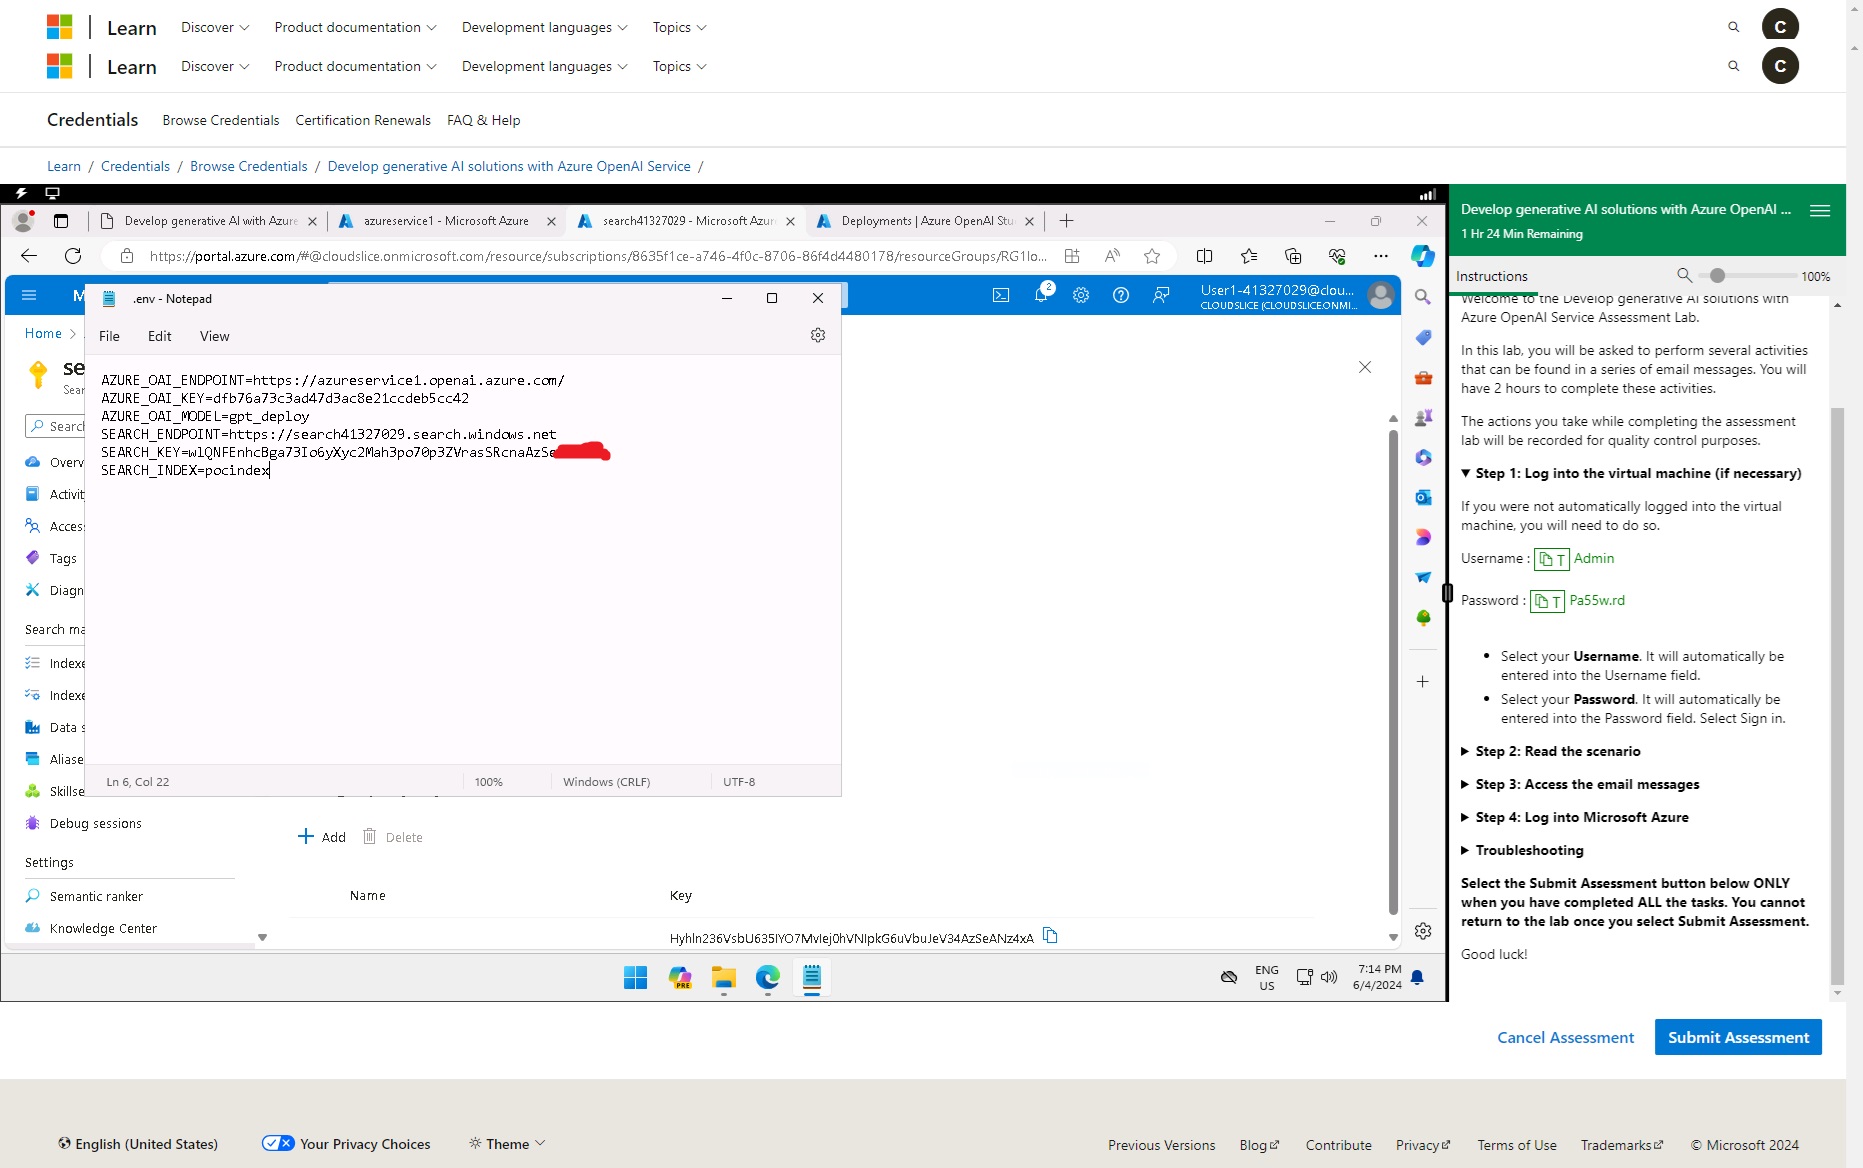 Learn Discover Product documentation Development languages Topics C
Learn Discover Product documentation Development languages Topics C
Credentials Browse Credentials Certification Renewals FAQ & Help
Learn / Credentials / Browse Credentials / Develop generative AI solutions with Azure OpenAI Service /
Develop generative AI with Azure azureservice1 - Microsoft Azure search41327029 - Microsoft Azur Deployments | Azure OpenAI Stu
https://portal.azure.com/#@cloudslice.onmicrosoft.com/resource/subscriptions/8635f1ce-a746-4f0c-8706-86f4d4480178/resourceGroups/RG1lo...
M
2
User1-41327029@clou...
CLOUDSLICE (CLOUDSLICE.ONMI...
Home >
se
Sear
Search
Overv
Activit
Acces
Tags
Diagn
Search ma
Indexe
Indexe
Data s
Aliase
Skillse
Debug sessions
Settings
Semantic ranker
Knowledge Center
.env - Notepad
File Edit View
AZURE_OAI_ENDPOINT=https://azureservice1.openai.azure.com/
AZURE_OAI_KEY=dfb76a73c3ad47d3ac8e21ccdeb5cc42
AZURE_OAI_MODEL=gpt_deploy
SEARCH_ENDPOINT=https://search41327029.search.windows.net
SEARCH_KEY=wlQNFEnhcBga73Io6yXyc2Mah3po70p3ZVrasSRcnaAzSe
SEARCH_INDEX=pocindex
Ln 6, Col 22 100% Windows (CRLF) UTF-8
Add Delete
Name Key
HyhIn236VsbU635IYO7MvIej0hVNIpkG6uVbuJeV34AzSeANz4xA
PRE
ENG
US
7:14 PM
6/4/2024
Develop generative AI solutions with Azure OpenAI ...
1 Hr 24 Min Remaining
Instructions 100%
Welcome to the Develop generative AI solutions with
Azure OpenAI Service Assessment Lab.
In this lab, you will be asked to perform several activities
that can be found in a series of email messages. You will
have 2 hours to complete these activities.
The actions you take while completing the assessment
lab will be recorded for quality control purposes.
Step 1: Log into the virtual machine (if necessary)
If you were not automatically logged into the virtual
machine, you will need to do so.
Username : T Admin
Password : T Pa55w.rd
• Select your Username. It will automatically be
entered into the Username field.
• Select your Password. It will automatically be
entered into the Password field. Select Sign in.
Step 2: Read the scenario
Step 3: Access the email messages
Step 4: Log into Microsoft Azure
Troubleshooting
Select the Submit Assessment button below ONLY
when you have completed ALL the tasks. You cannot
return to the lab once you select Submit Assessment.
Good luck!
Cancel Assessment Submit Assessment
English (United States) Your Privacy Choices Theme
Previous Versions Blog Contribute Privacy Terms of Use Trademarks © Microsoft 2024